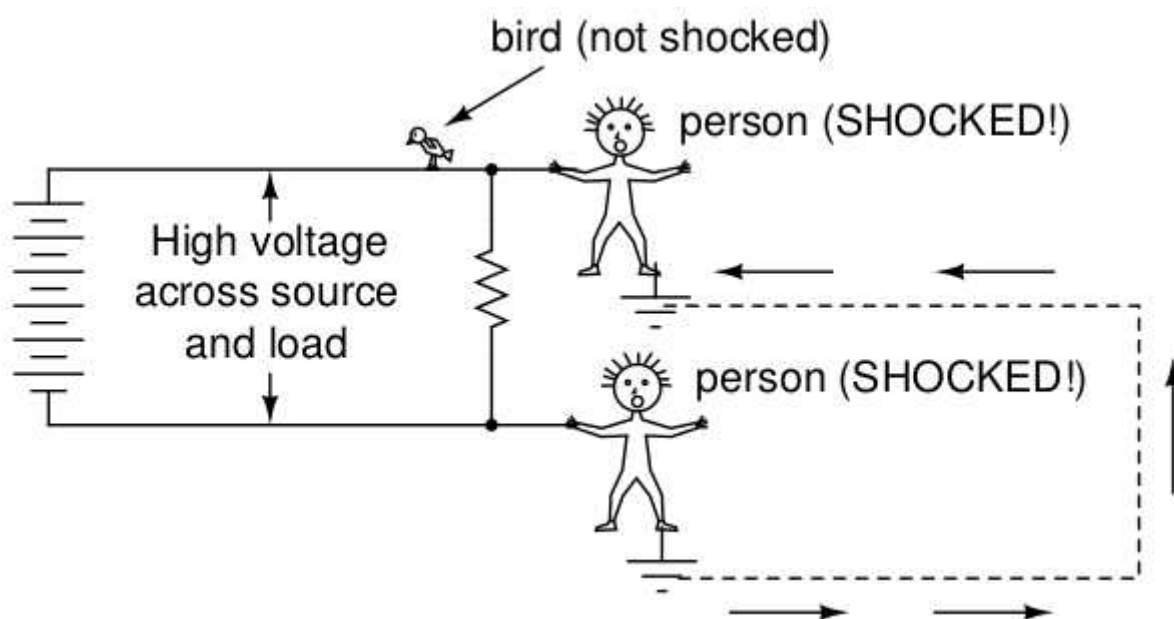 bird (not shocked)
person (SHOCKED!)
High voltage
across source
and load
person (SHOCKED!)